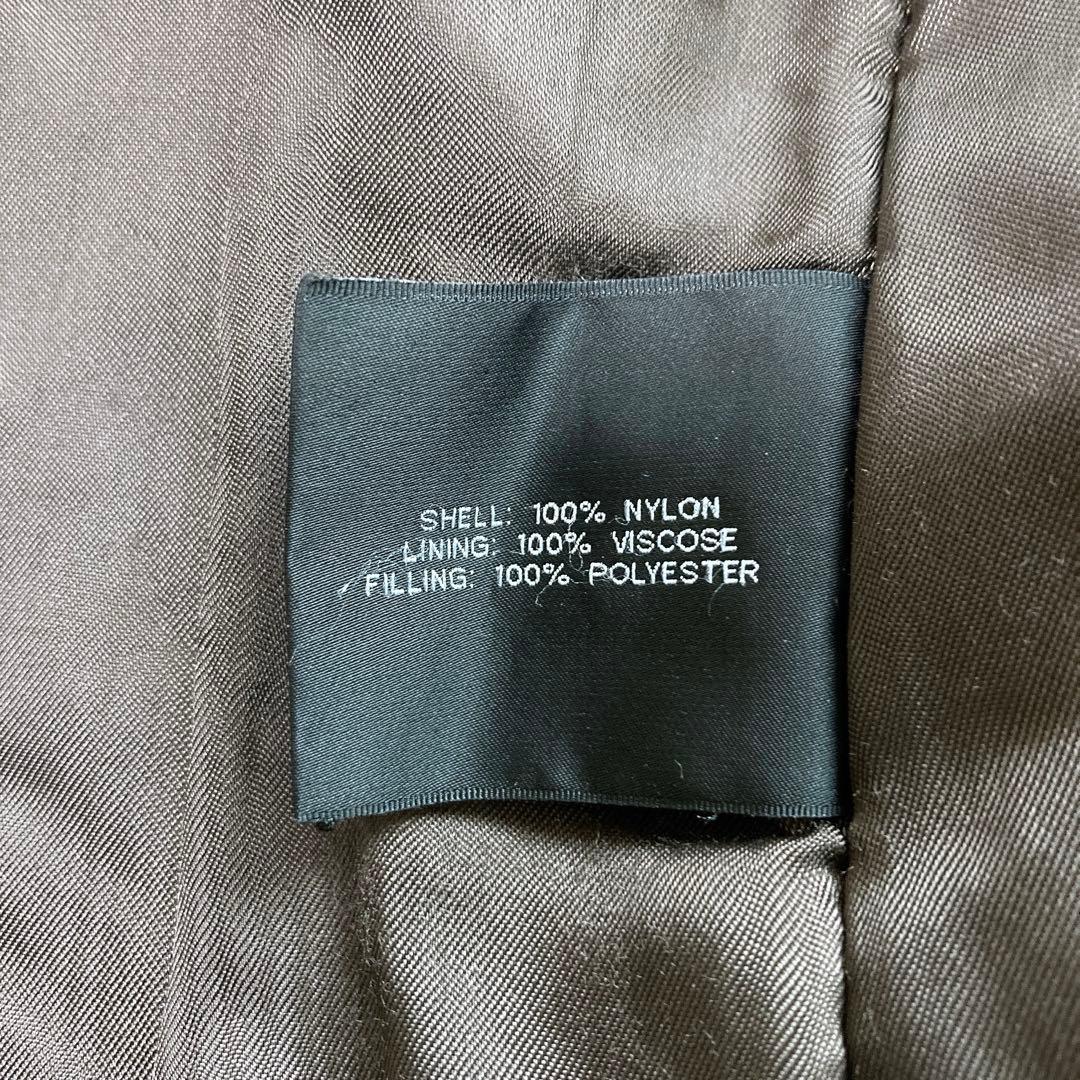 SHELL: 100% NYLON
LINING: 100% VISCOSE
FILLING: 100% POLYESTER